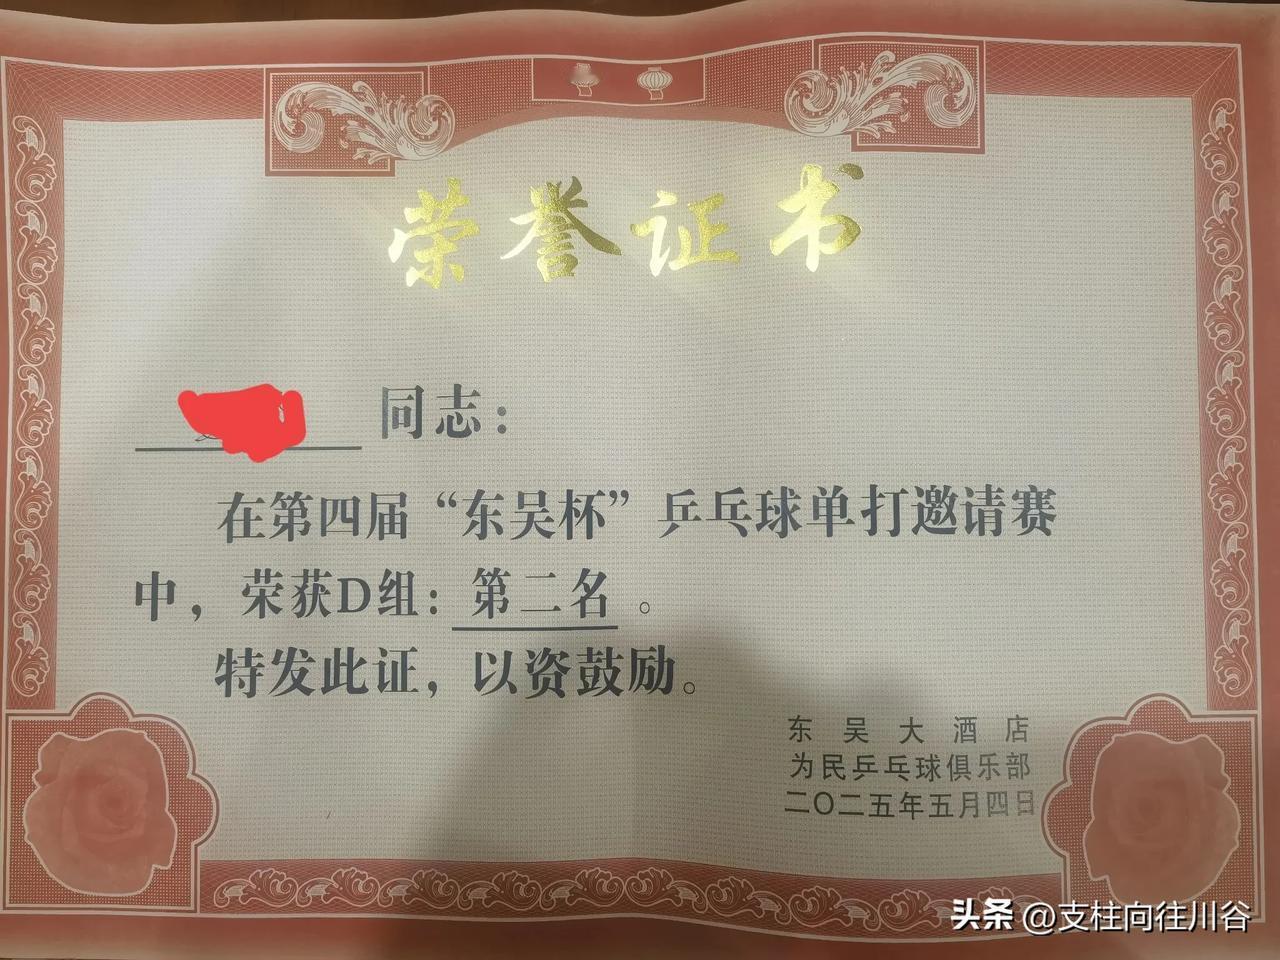 荣誉证书
同志：
在第四届“东吴杯”乒乓球单打邀请赛
中，荣获D组：第二名。
特发此证，以资鼓励。
东吴大酒店
为民乒乓球俱乐部
二〇二五年五月四日
头条 @支柱向往川谷